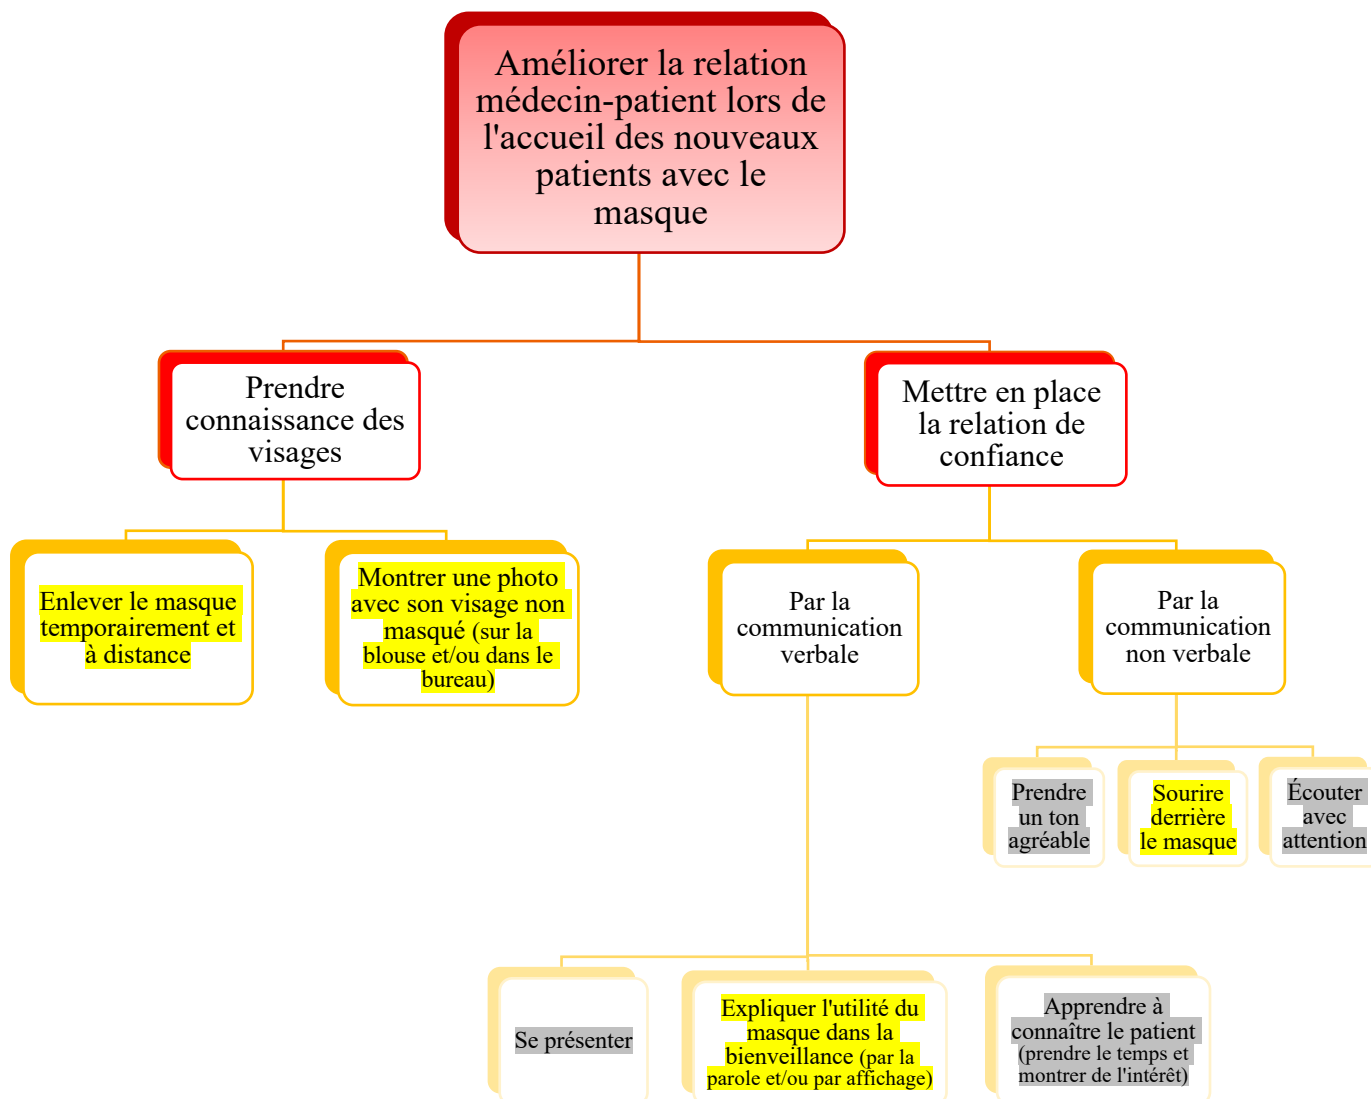 Améliorer la relation
médecin-patient lors de
l'accueil des nouveaux
patients avec le
masque
Prendre
connaissance des
visages
Mettre en place
la relation de
confiance
Enlever le masque
temporairement et
à distance
Montrer une photo
avec son visage non
masqué (sur la
blouse et/ou dans le
bureau)
Par la
communication
verbale
Par la
communication
non verbale
Prendre
un ton
agréable
Sourire
derrière
le masque
Écouter
avec
attention
Se présenter
Expliquer l'utilité du
masque dans la
bienveillance (par la
parole et/ou par affichage)
Apprendre à
connaître le patient
(prendre le temps et
montrer de l'intérêt)